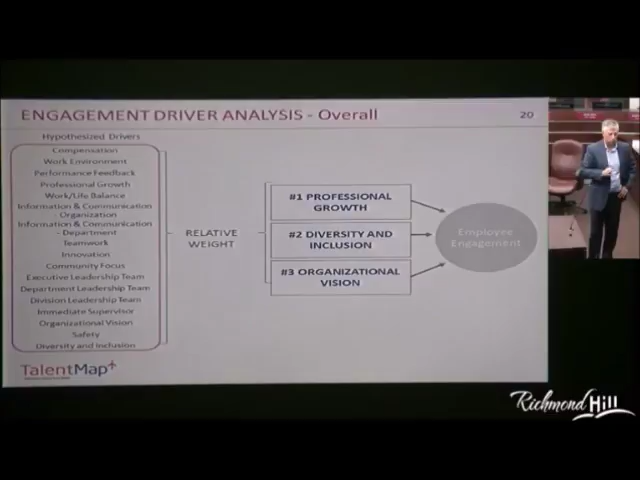 ENGAGEMENT DRIVER ANALYSIS - Overall
20
Hypothesized Drivers
Compensation
Work Environment
Performance Feedback
Professional Growth
Work/Life Balance
Information & Communication
- Organization
Information & Communication
- Department
Teamwork
Innovation
Community Focus
Executive Leadership Team
Department Leadership Team
Division Leadership Team
Immediate Supervisor
Organizational Vision
Safety
Diversity and Inclusion
RELATIVE
WEIGHT
#1 PROFESSIONAL
GROWTH
#2 DIVERSITY AND
INCLUSION
#3 ORGANIZATIONAL
VISION
Employee
Engagement
TalentMap
Richmond Hill